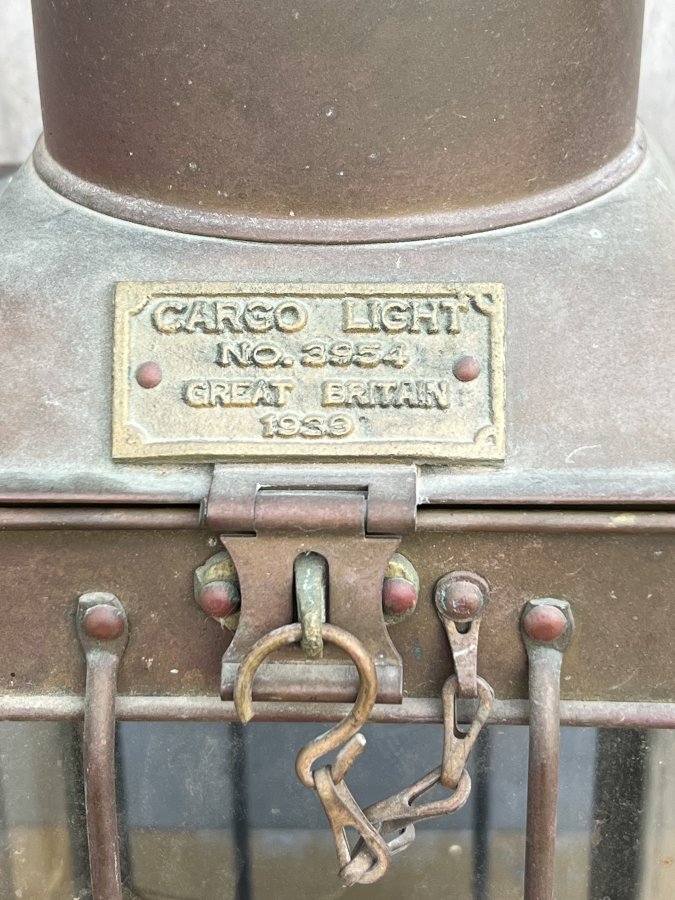 CARGO LIGHT
NO. 3954
GREAT BRITAIN
1939